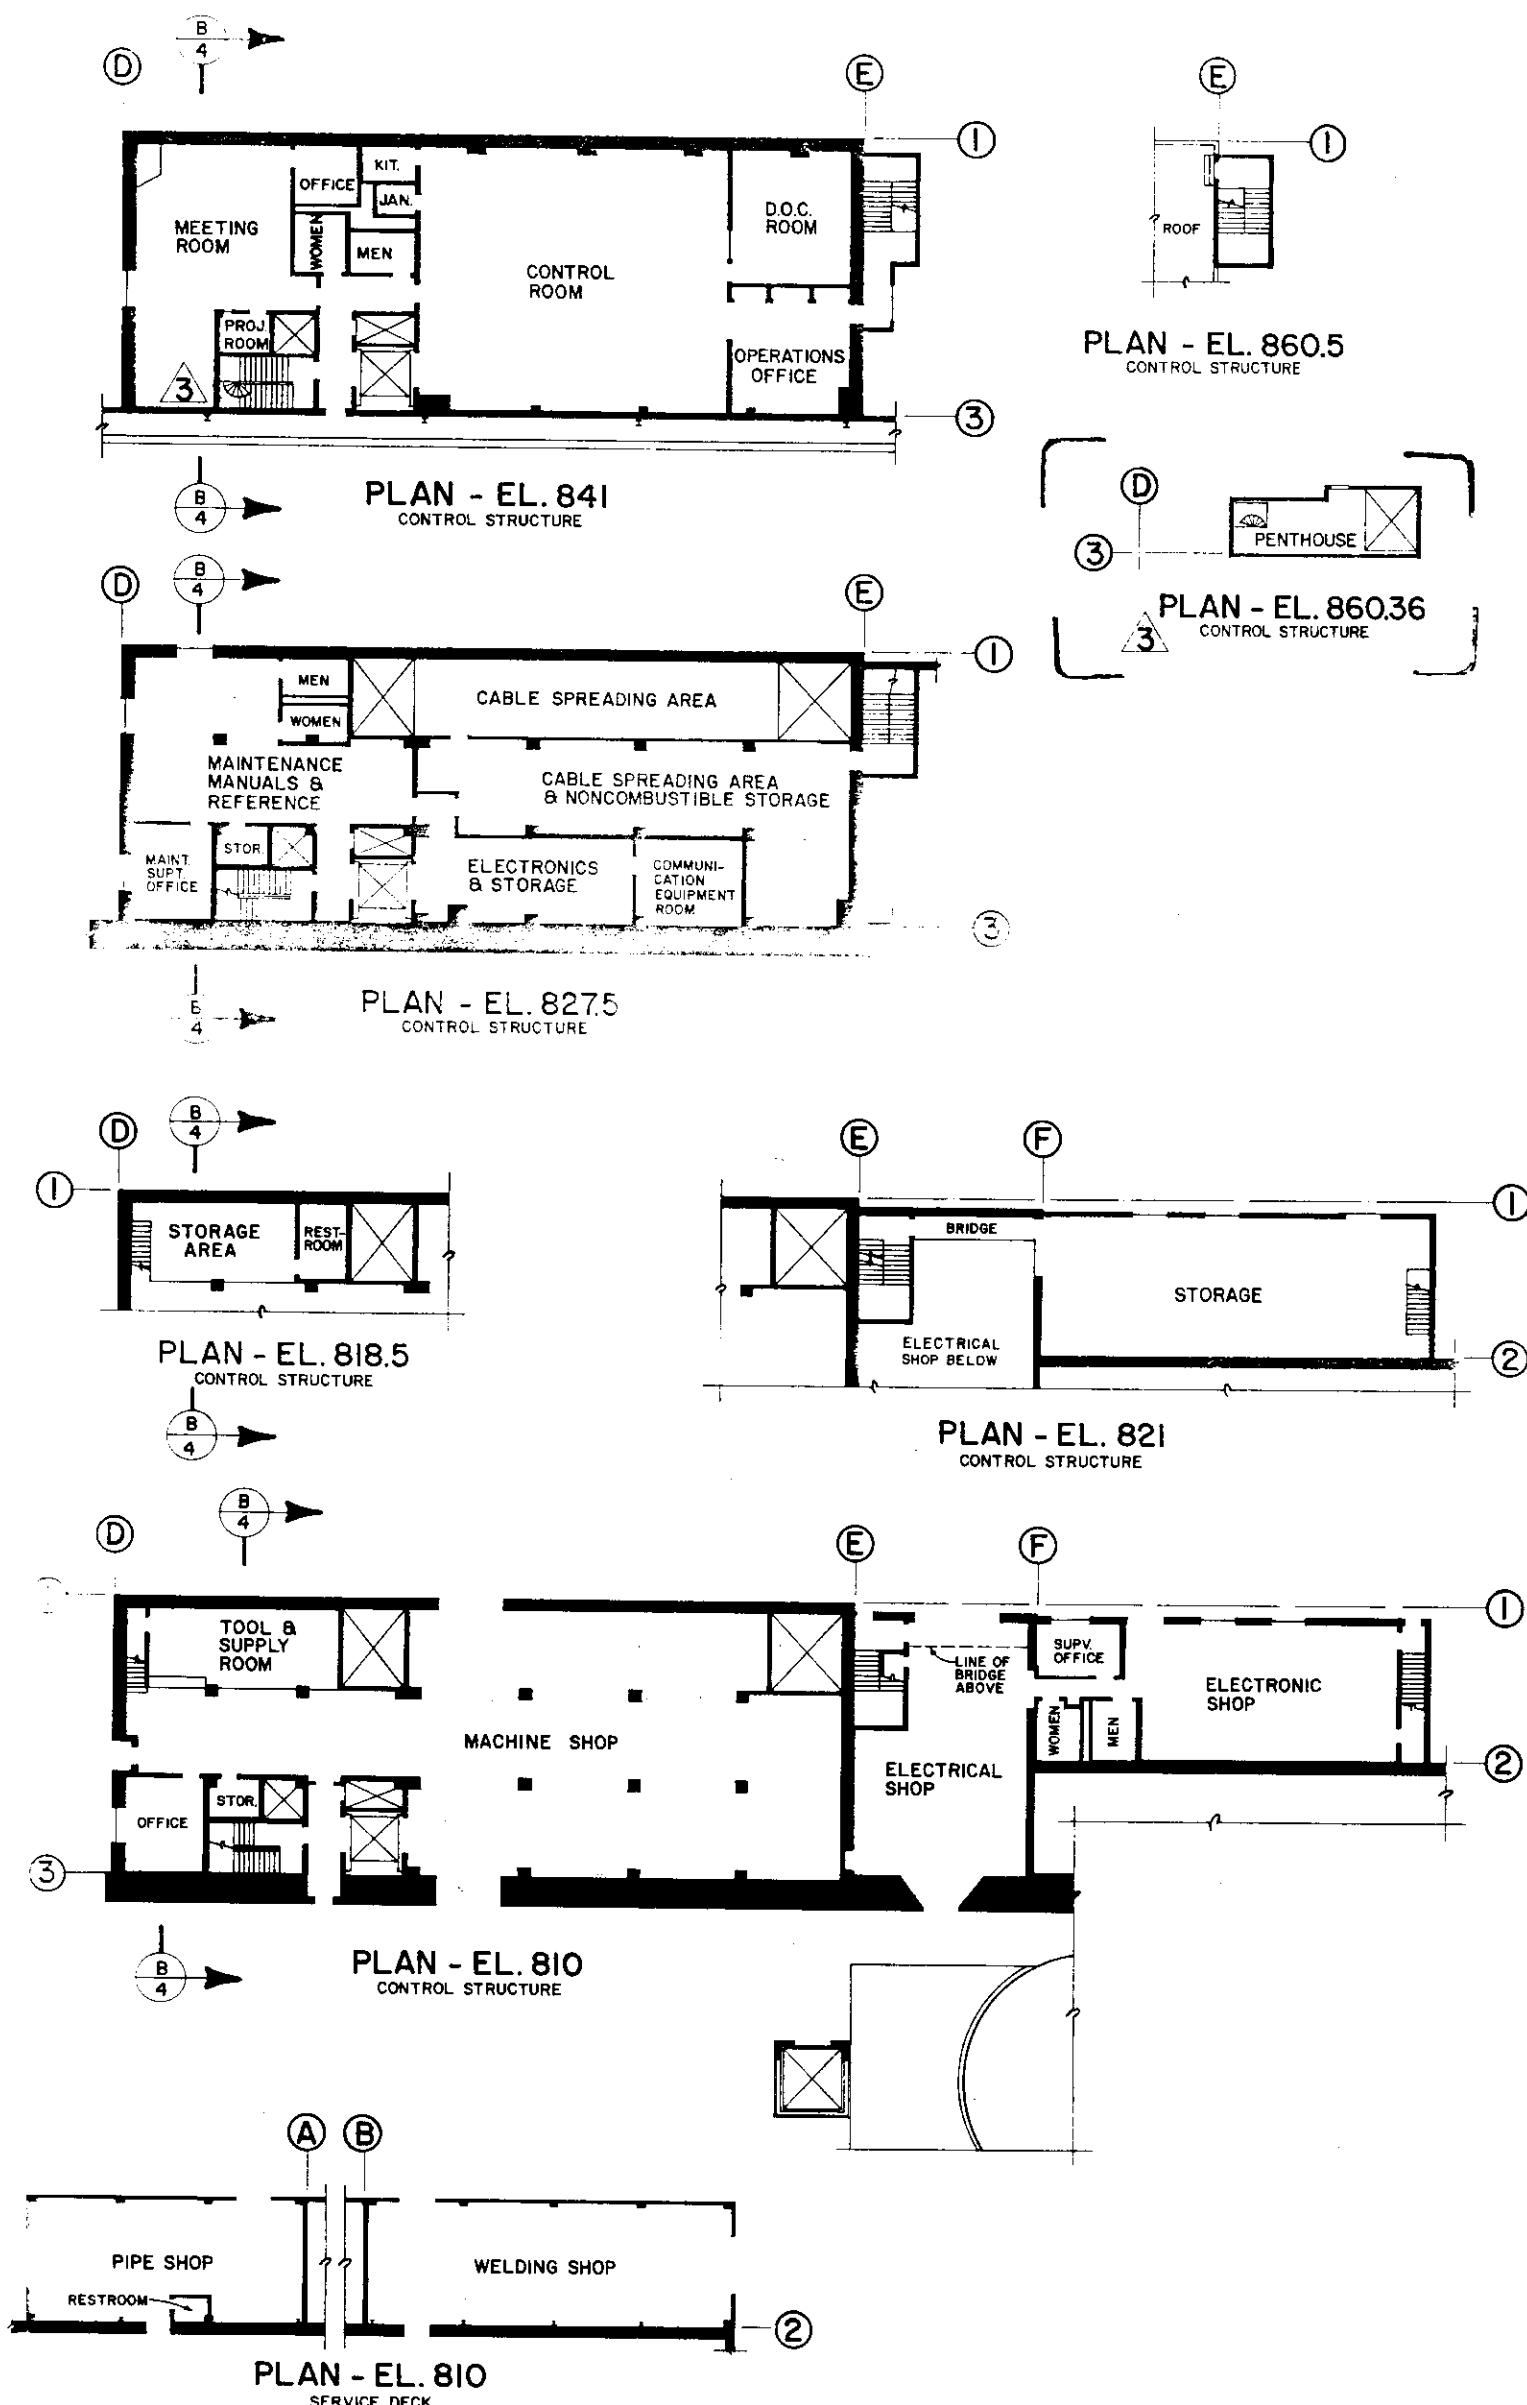 B
4
D
E
1
KIT.
OFFICE
JAN.
MEETING
ROOM
WOMEN
MEN
CONTROL
ROOM
D.O.C.
ROOM
PROJ.
ROOM
OPERATIONS
OFFICE
3
3
B
4
PLAN - EL. 841
CONTROL STRUCTURE
E
1
ROOF
PLAN - EL. 860.5
CONTROL STRUCTURE
D
3
PENTHOUSE
PLAN - EL. 860.36
CONTROL STRUCTURE
3
B
4
D
E
1
MEN
WOMEN
CABLE SPREADING AREA
MAINTENANCE
MANUALS &
REFERENCE
CABLE SPREADING AREA
& NONCOMBUSTIBLE STORAGE
MAINT.
SUPT.
OFFICE
STOR.
ELECTRONICS
& STORAGE
COMMUNI-
CATION
EQUIPMENT
ROOM
3
B
4
PLAN - EL. 827.5
CONTROL STRUCTURE
B
4
D
1
STORAGE
AREA
REST-
ROOM
PLAN - EL. 818.5
CONTROL STRUCTURE
B
4
E
F
1
BRIDGE
STORAGE
ELECTRICAL
SHOP BELOW
2
PLAN - EL. 821
CONTROL STRUCTURE
B
4
D
E
F
1
TOOL &
SUPPLY
ROOM
LINE OF
BRIDGE
ABOVE
SUPV.
OFFICE
ELECTRONIC
SHOP
WOMEN
MEN
MACHINE SHOP
ELECTRICAL
SHOP
2
OFFICE
STOR.
3
B
4
PLAN - EL. 810
CONTROL STRUCTURE
A
B
PIPE SHOP
WELDING SHOP
RESTROOM
2
PLAN - EL. 810
SERVICE DECK